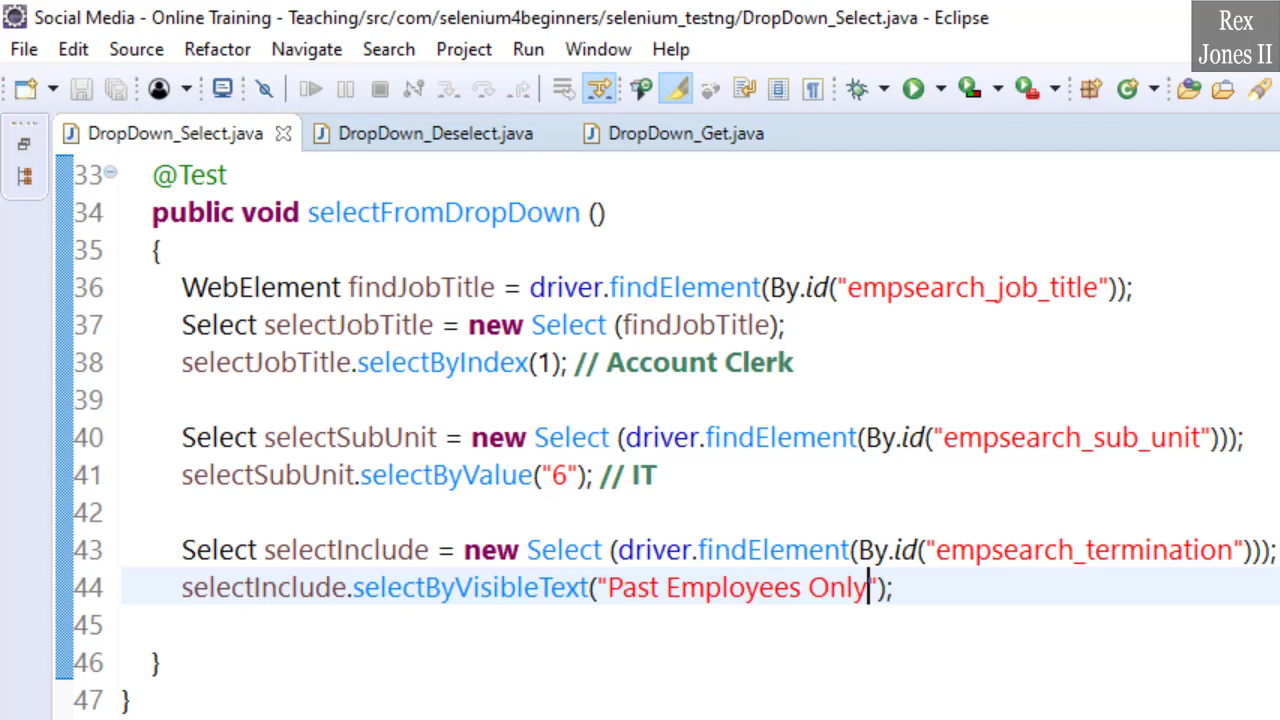 Social Media - Online Training - Teaching/src/com/selenium4beginners/selenium_testng/DropDown_Select.java - Eclipse
Rex
Jones II
File Edit Source Refactor Navigate Search Project Run Window Help
DropDown_Select.java DropDown_Deselect.java DropDown_Get.java
33 @Test
34 public void selectFromDropDown ()
35 {
36 WebElement findJobTitle = driver.findElement(By.id("empsearch_job_title"));
37 Select selectJobTitle = new Select (findJobTitle);
38 selectJobTitle.selectByIndex(1); // Account Clerk
39
40 Select selectSubUnit = new Select (driver.findElement(By.id("empsearch_sub_unit")));
41 selectSubUnit.selectByValue("6"); // IT
42
43 Select selectInclude = new Select (driver.findElement(By.id("empsearch_termination")));
44 selectInclude.selectByVisibleText("Past Employees Only");
45
46 }
47 }